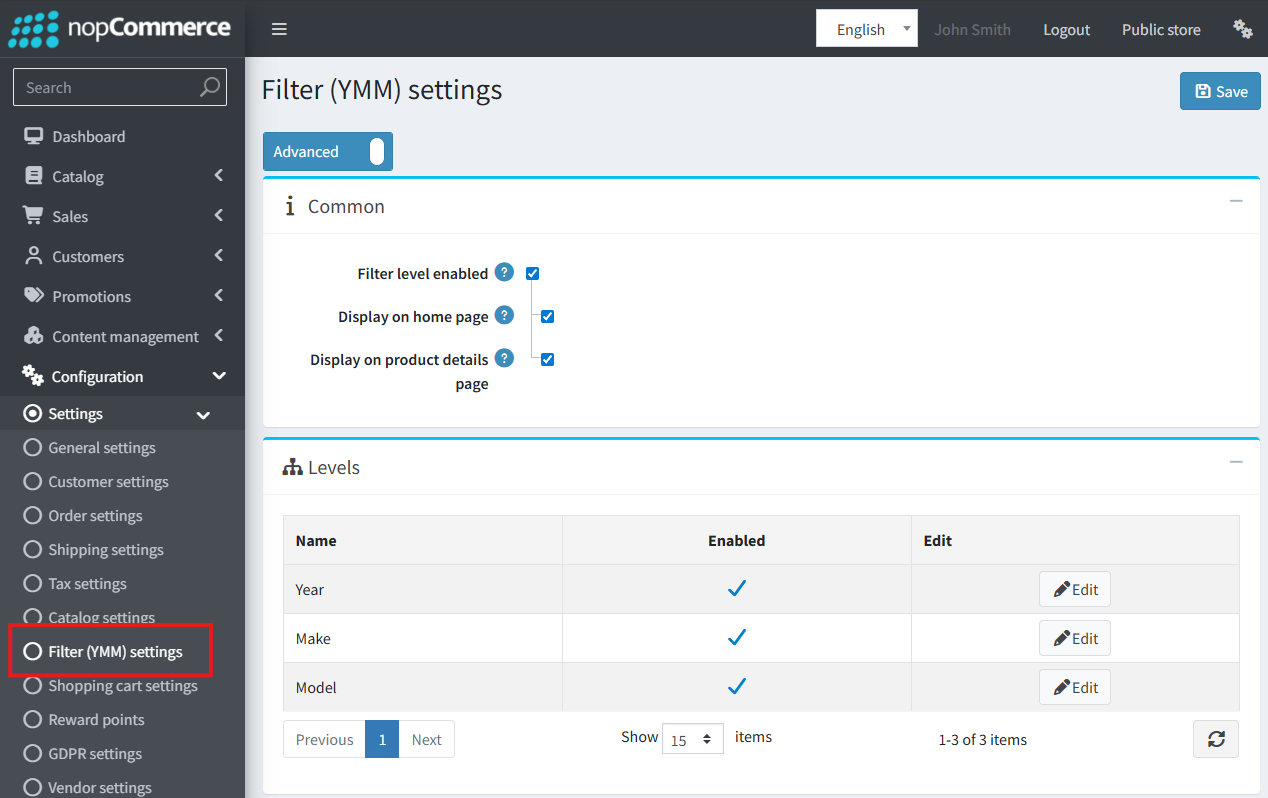 nopCommerce
English
John Smith
Logout
Public store
Search
Dashboard
Catalog
Sales
Customers
Promotions
Content management
Configuration
Settings
General settings
Customer settings
Order settings
Shipping settings
Tax settings
Catalog settings
Filter (YMM) settings
Shopping cart settings
Reward points
GDPR settings
Vendor settings
Filter (YMM) settings
Save
Advanced
Common
Filter level enabled ?
Display on home page ?
Display on product details ?
page
Levels
Name Enabled Edit
Year Edit
Make Edit
Model Edit
Previous 1 Next Show 15 items 1-3 of 3 items